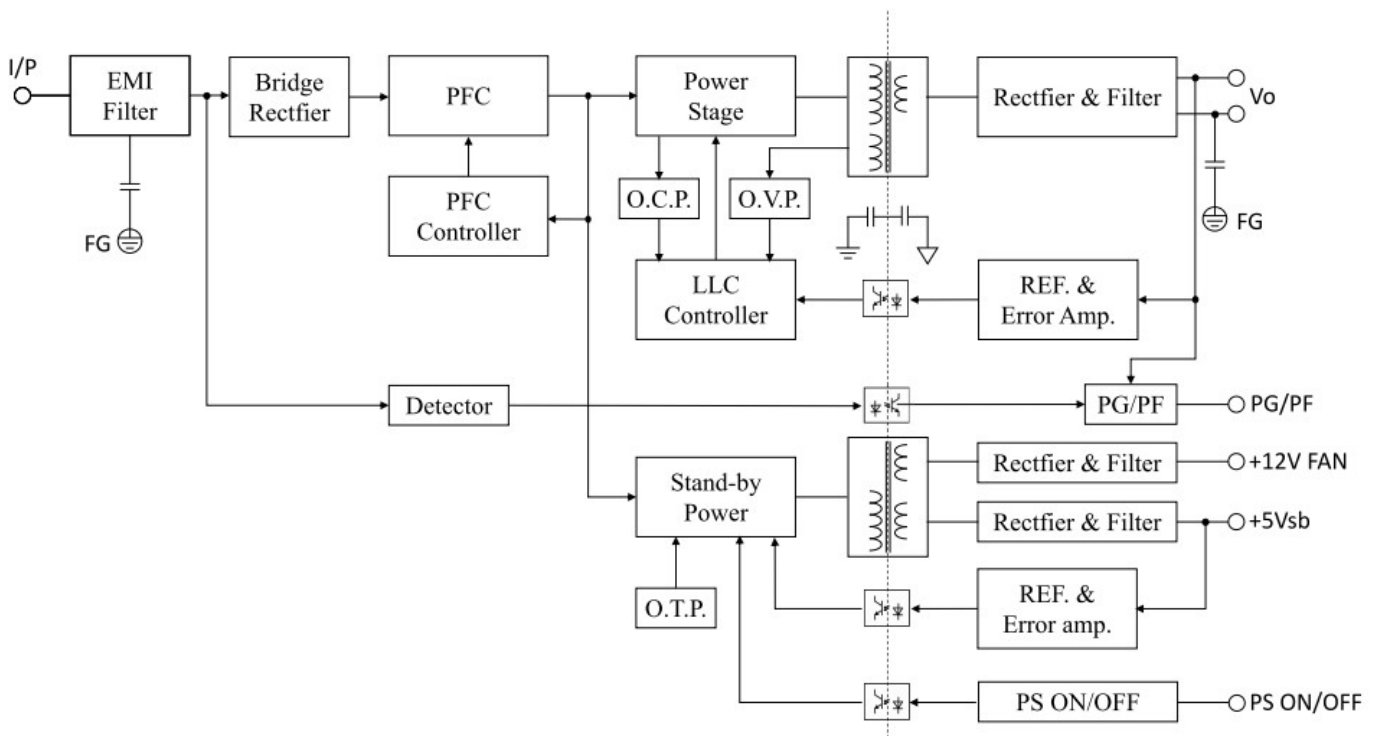 I/P
EMI
Filter
Bridge
Rectfier
PFC
Power
Stage
Rectfier & Filter
Vo
PFC
Controller
O.C.P.
O.V.P.
FG
FG
LLC
Controller
REF. &
Error Amp.
Detector
PG/PF
PG/PF
Stand-by
Power
Rectfier & Filter
+12V FAN
Rectfier & Filter
+5Vsb
O.T.P.
REF. &
Error amp.
PS ON/OFF
PS ON/OFF